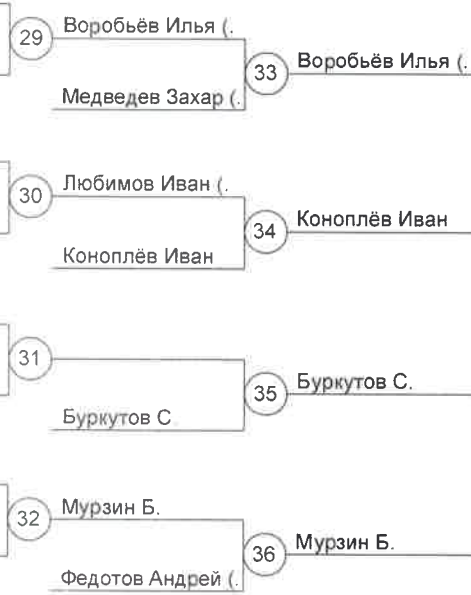 29
Воробьёв Илья (.
33
Воробьёв Илья (.
Медведев Захар (.
30
Любимов Иван (.
34
Коноплёв Иван
Коноплёв Иван
31
35
Буркутов С.
Буркутов С
32
Мурзин Б.
36
Мурзин Б.
Федотов Андрей (.